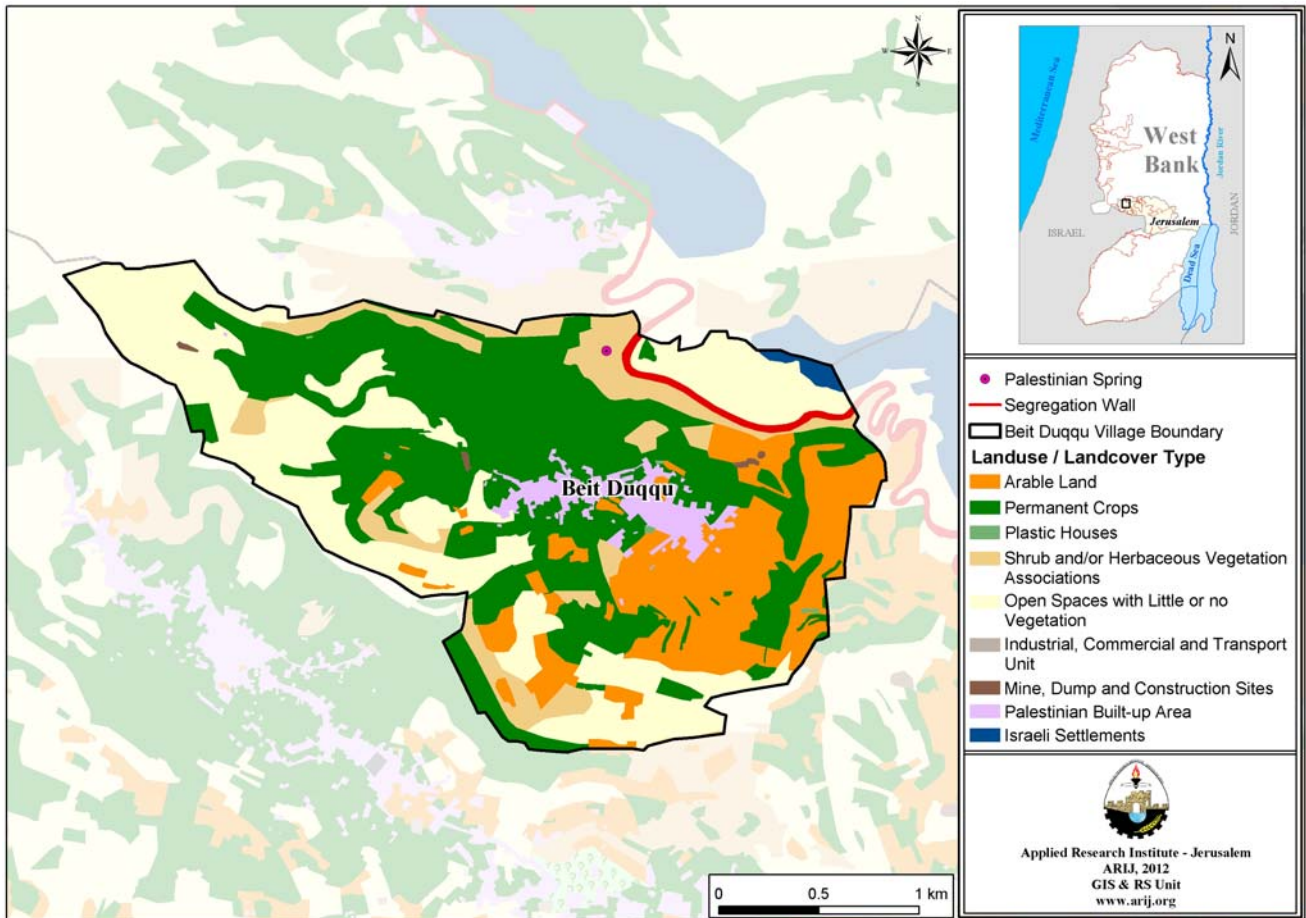 N
W
E
S
Beit Duqqu
0
0.5
1 km
N
Mediterranean Sea
West
Bank
Jordan River
Jerusalem
ISRAEL
JORDAN
Dead Sea
Palestinian Spring
Segregation Wall
Beit Duqqu Village Boundary
Landuse / Landcover Type
Arable Land
Permanent Crops
Plastic Houses
Shrub and/or Herbaceous Vegetation
Associations
Open Spaces with Little or no
Vegetation
Industrial, Commercial and Transport
Unit
Mine, Dump and Construction Sites
Palestinian Built-up Area
Israeli Settlements
Applied Research Institute - Jerusalem
ARIJ, 2012
GIS & RS Unit
www.arij.org